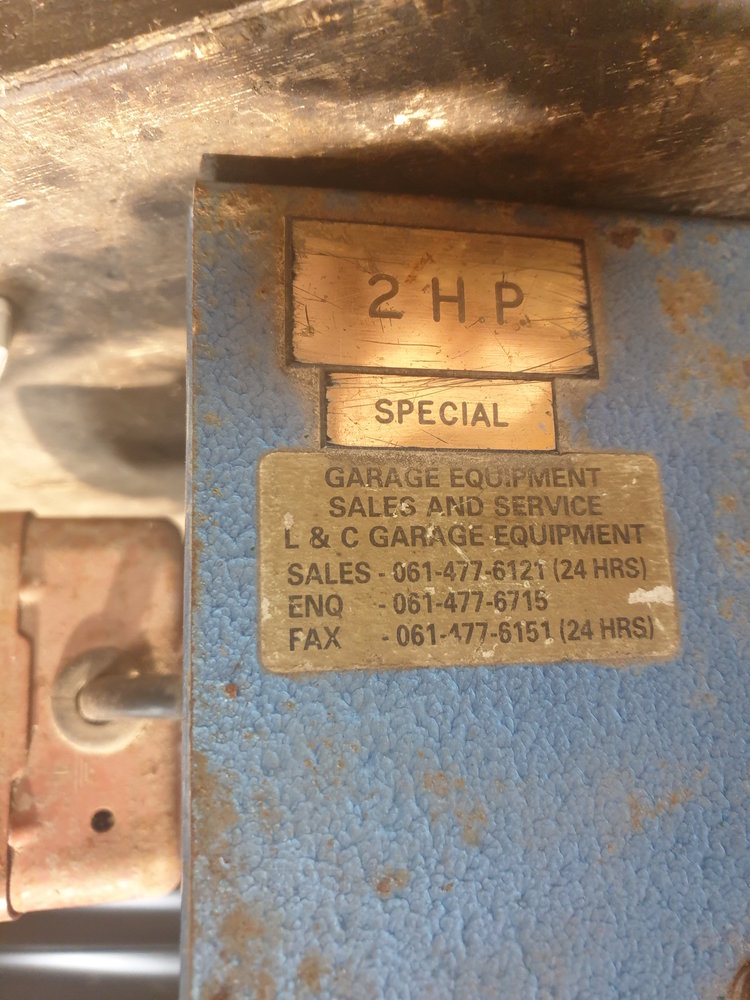 2 H.P.
SPECIAL
GARAGE EQUIPMENT
SALES AND SERVICE
L & C GARAGE EQUIPMENT
SALES - 061-477-6121 (24 HRS)
ENQ - 061-477-6715
FAX - 061-477-6151 (24 HRS)